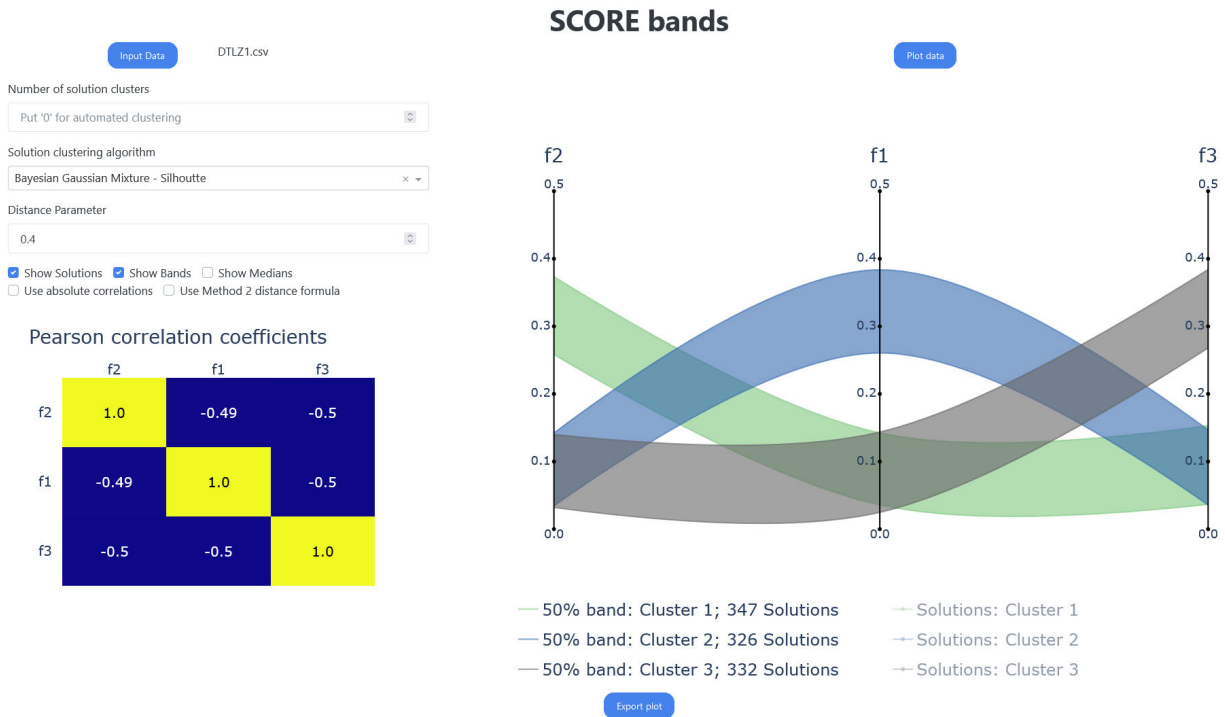 SCORE bands
Input Data
DTLZ1.csv
Plot data
Number of solution clusters
Put '0' for automated clustering
Solution clustering algorithm
Bayesian Gaussian Mixture - Silhoutte
Distance Parameter
0.4
Show Solutions Show Bands Show Medians
Use absolute correlations Use Method 2 distance formula
Pearson correlation coefficients
f2 f1 f3
f2 1.0 -0.49 -0.5
f1 -0.49 1.0 -0.5
f3 -0.5 -0.5 1.0
f2 f1 f3
0.5 0.5 0.5
0.4 0.4 0.4
0.3 0.3 0.3
0.2 0.2 0.2
0.1 0.1 0.1
0.0 0.0 0.0
50% band: Cluster 1; 347 Solutions Solutions: Cluster 1
50% band: Cluster 2; 326 Solutions Solutions: Cluster 2
50% band: Cluster 3; 332 Solutions Solutions: Cluster 3
Export plot